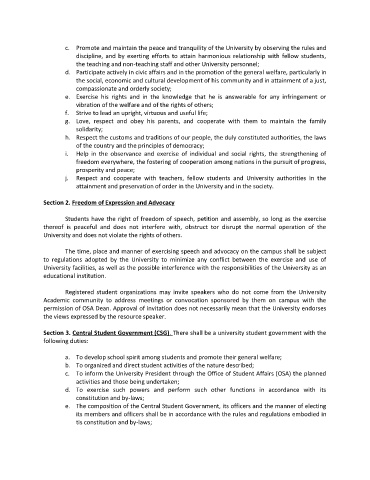 c. Promote and maintain the peace and tranquility of the University by observing the rules and
discipline, and by exerting efforts to attain harmonious relationship with fellow students,
the teaching and non-teaching staff and other University personnel;
d. Participate actively in civic affairs and in the promotion of the general welfare, particularly in
the social, economic and cultural development of his community and in attainment of a just,
compassionate and orderly society;
e. Exercise his rights and in the knowledge that he is answerable for any infringement or
vibration of the welfare and of the rights of others;
f. Strive to lead an upright, virtuous and useful life;
g. Love, respect and obey his parents, and cooperate with them to maintain the family
solidarity;
h. Respect the customs and traditions of our people, the duly constituted authorities, the laws
of the country and the principles of democracy;
i. Help in the observance and exercise of individual and social rights, the strengthening of
freedom everywhere, the fostering of cooperation among nations in the pursuit of progress,
prosperity and peace;
j. Respect and cooperate with teachers, fellow students and University authorities in the
attainment and preservation of order in the University and in the society.
Section 2. Freedom of Expression and Advocacy
Students have the right of freedom of speech, petition and assembly, so long as the exercise
thereof is peaceful and does not interfere with, obstruct tor disrupt the normal operation of the
University and does not violate the rights of others.
The time, place and manner of exercising speech and advocacy on the campus shall be subject
to regulations adopted by the University to minimize any conflict between the exercise and use of
University facilities, as well as the possible interference with the responsibilities of the University as an
educational institution.
Registered student organizations may invite speakers who do not come from the University
Academic community to address meetings or convocation sponsored by them on campus with the
permission of OSA Dean. Approval of Invitation does not necessarily mean that the University endorses
the views expressed by the resource speaker.
Section 3. Central Student Government (CSG). There shall be a university student government with the
following duties:
a. To develop school spirit among students and promote their general welfare;
b. To organized and direct student activities of the nature described;
c. To inform the University President through the Office of Student Affairs (OSA) the planned
activities and those being undertaken;
d. To exercise such powers and perform such other functions in accordance with its
constitution and by-laws;
e. The composition of the Central Student Government, its officers and the manner of electing
its members and officers shall be in accordance with the rules and regulations embodied in
tis constitution and by-laws;